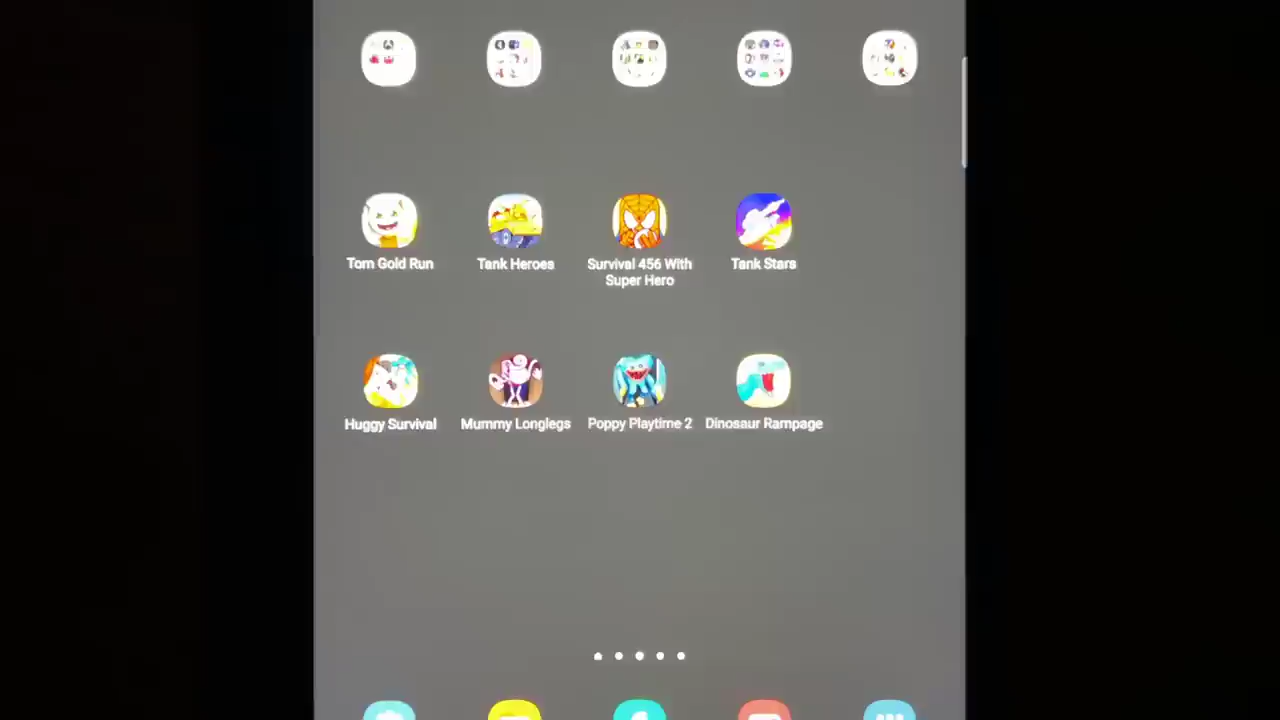 Tom Gold Run
Tank Heroes
Survival 456 With
Super Hero
Tank Stars
Huggy Survival
Mummy Longlegs
Poppy Playtime 2
Dinosaur Rampage